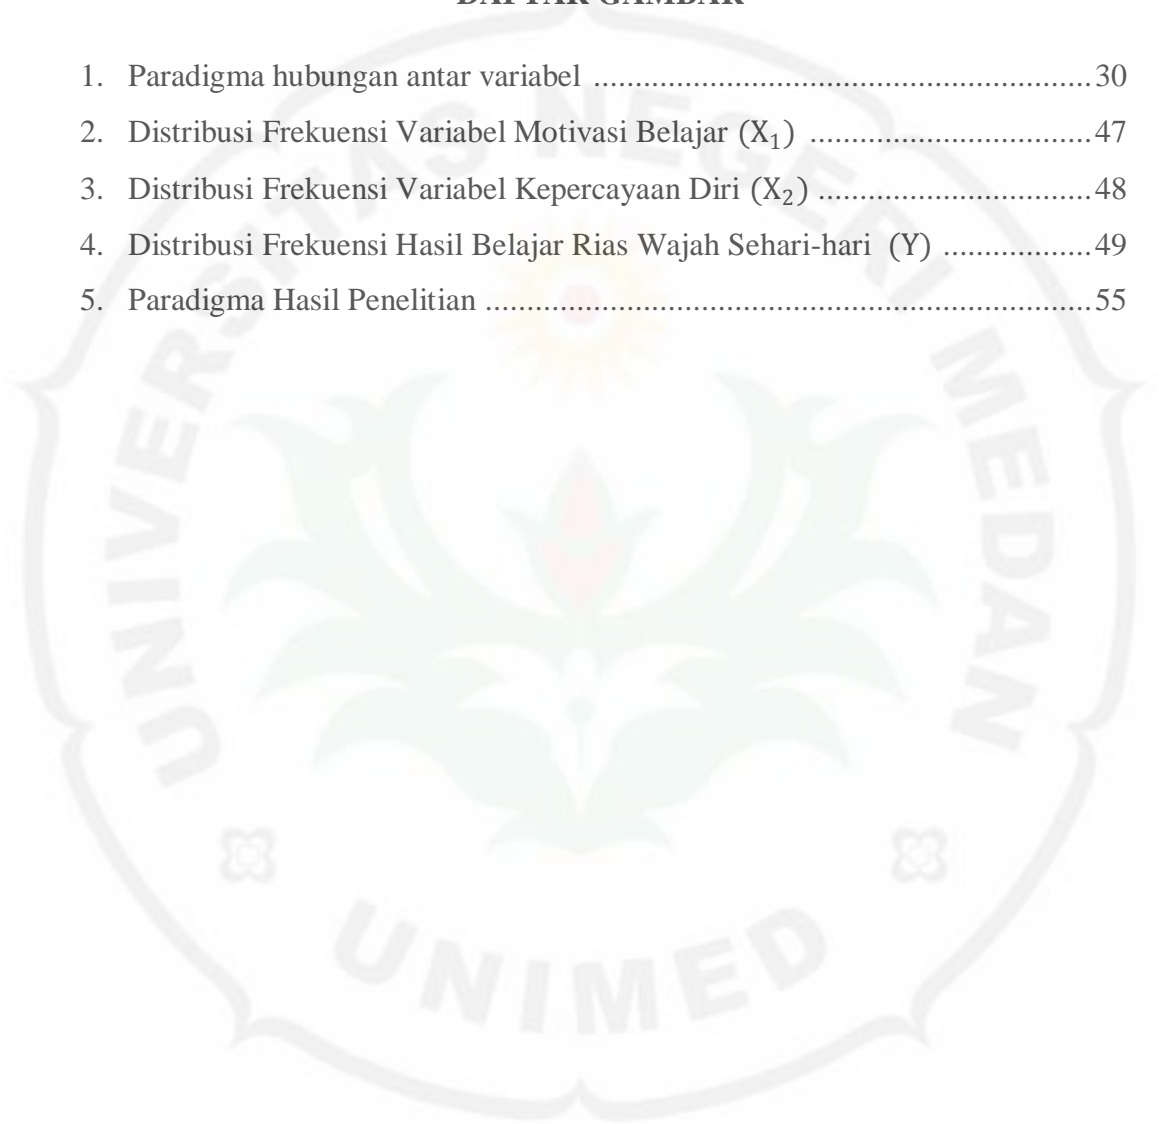 DAFTAR GAMBAR
1. Paradigma hubungan antar variabel ............................................................30
2. Distribusi Frekuensi Variabel Motivasi Belajar (X₁) ..................................47
3. Distribusi Frekuensi Variabel Kepercayaan Diri (X₂) .................................48
4. Distribusi Frekuensi Hasil Belajar Rias Wajah Sehari-hari (Y) ..................49
5. Paradigma Hasil Penelitian .........................................................................55
UNIVERSITAS NEGERI MEDAN
UNIMED